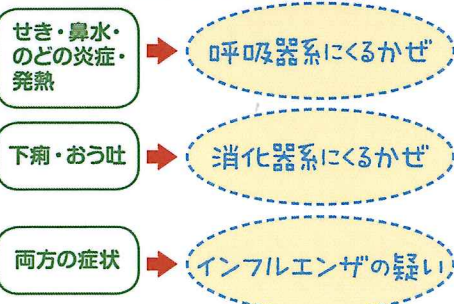 せき・鼻水・
のどの炎症・
発熱
呼吸器系にくるかぜ
下痢・おう吐
消化器系にくるかぜ
両方の症状
インフルエンザの疑い